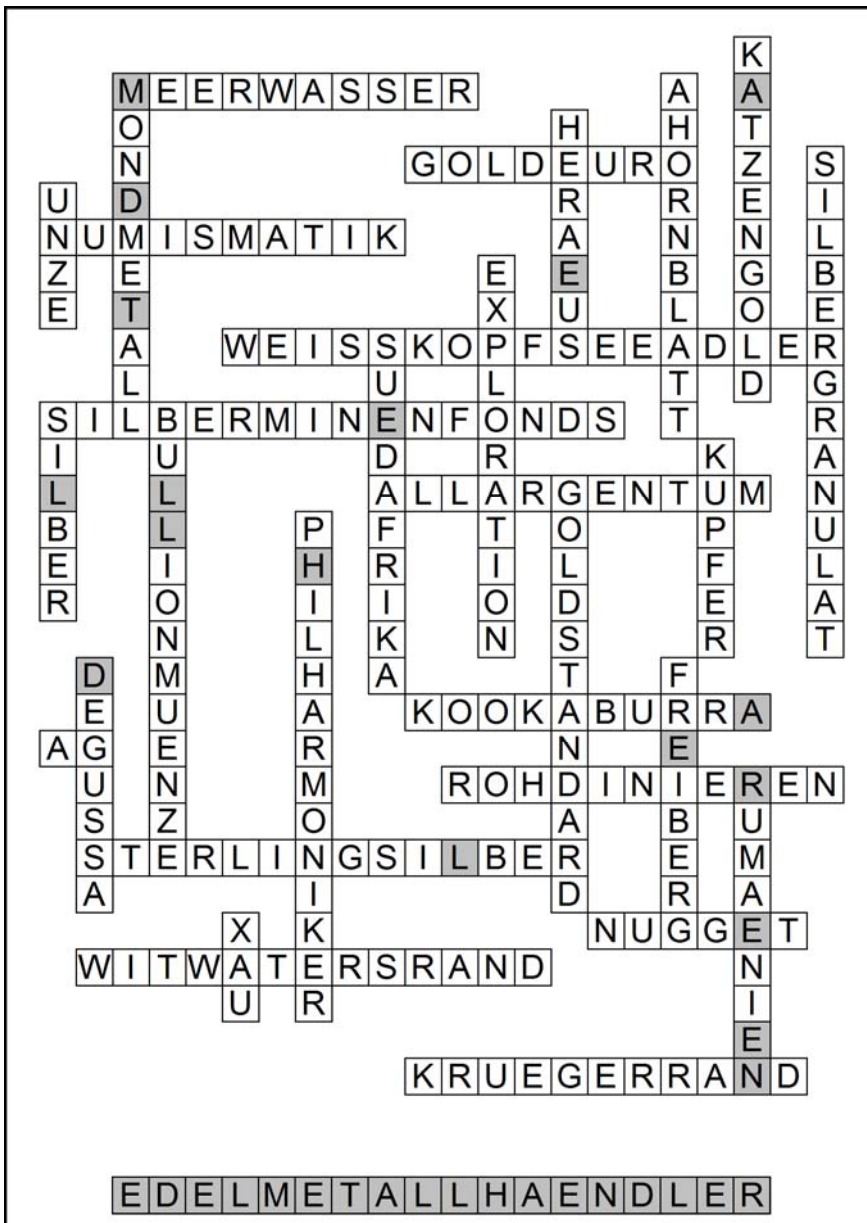 KATZENGOLD
MEERWASSER
MONDMETALL
AHORNBLATT
HERAEUS
GOLDEURO
SILBERGRANULAT
UNZE
NUMISMATIK
EXPLORATION
WEISSKOPFSEEADLER
SUEDAFRIKA
SILBERMINENFONDS
SILBER
BULLIONMUENZE
KUPFER
ALLARGENTUM
GOLDSTANDARD
PHILHARMONIKER
DEGUSSA
FREIBERG
KOOKABURRA
AG
ROHDINIEREN
RUMAENIEN
STERLINGSILBER
XAU
NUGGET
WITWATERSRAND
KRUEGERRAND
EDELMETALLHAENDLER